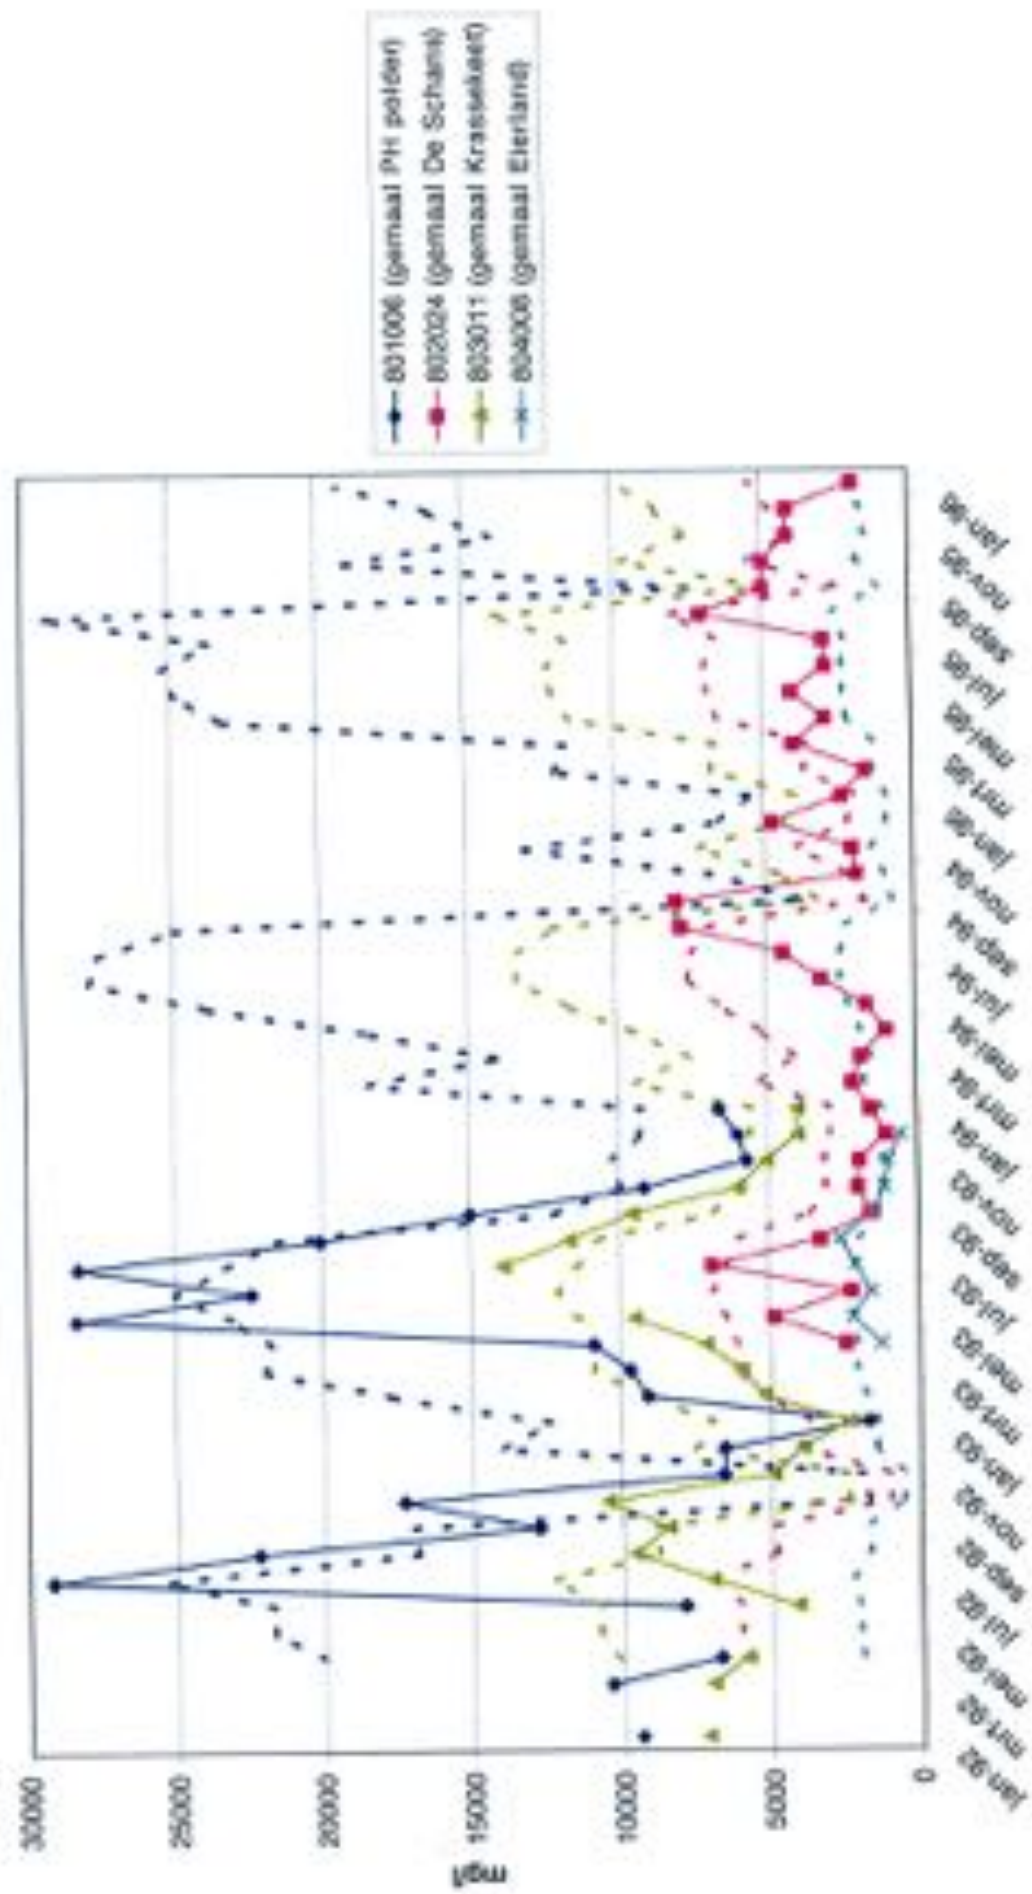 30000
25000
20000
15000
10000
5000
0
mg/l
jan-92
mrt-92
mei-92
jul-92
sep-92
nov-92
jan-93
mrt-93
mei-93
jul-93
sep-93
nov-93
jan-94
mrt-94
mei-94
jul-94
sep-94
nov-94
jan-95
mrt-95
mei-95
jul-95
sep-95
nov-95
jan-96
801006 (gemaal PH polder)
802024 (gemaal De Schans)
803011 (gemaal Krassekeet)
804008 (gemaal Eierland)